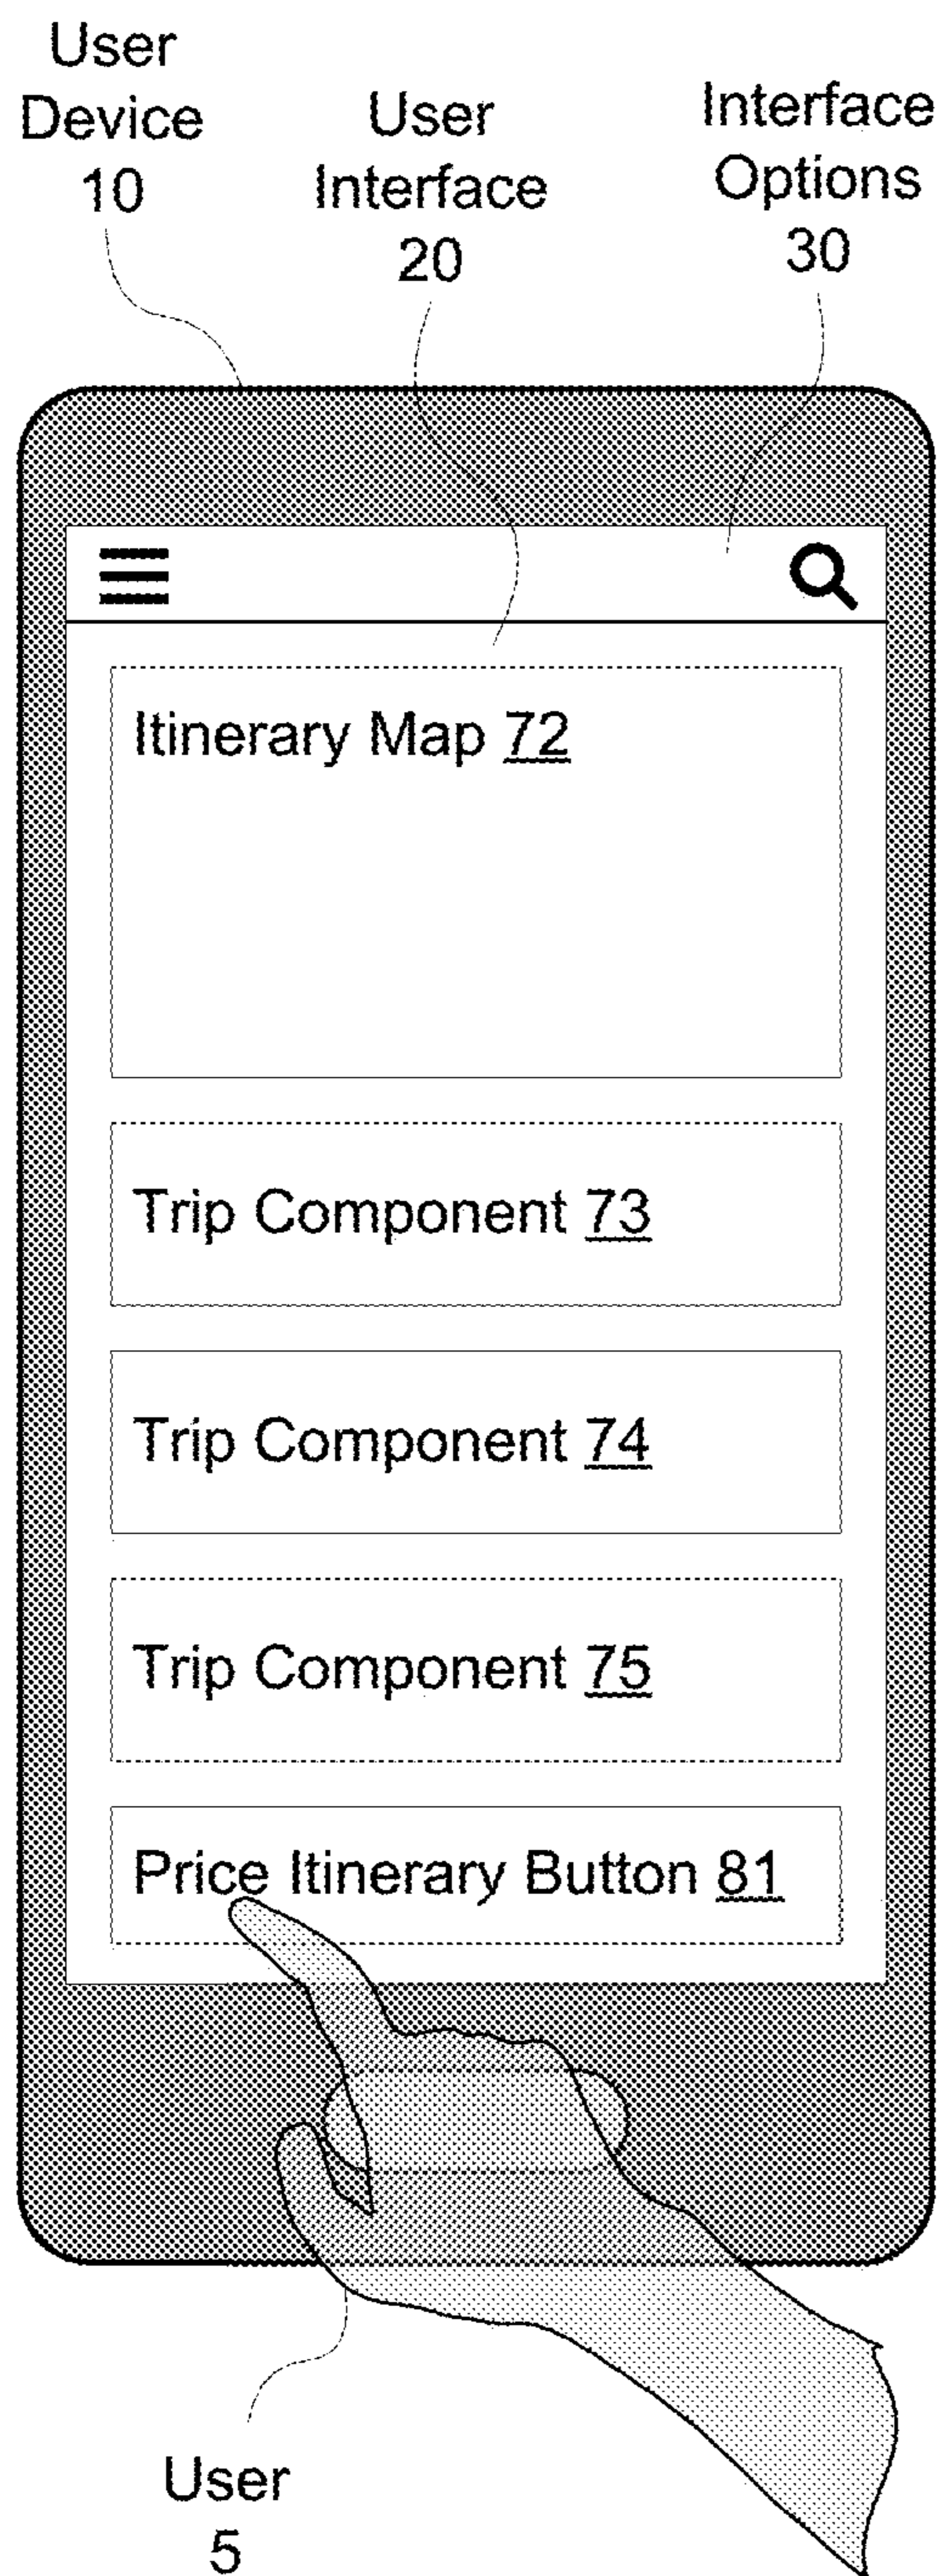 User
Device
10
User
Interface
20
Interface
Options
30
Itinerary Map 72
Trip Component 73
Trip Component 74
Trip Component 75
Price Itinerary Button 81
User
5